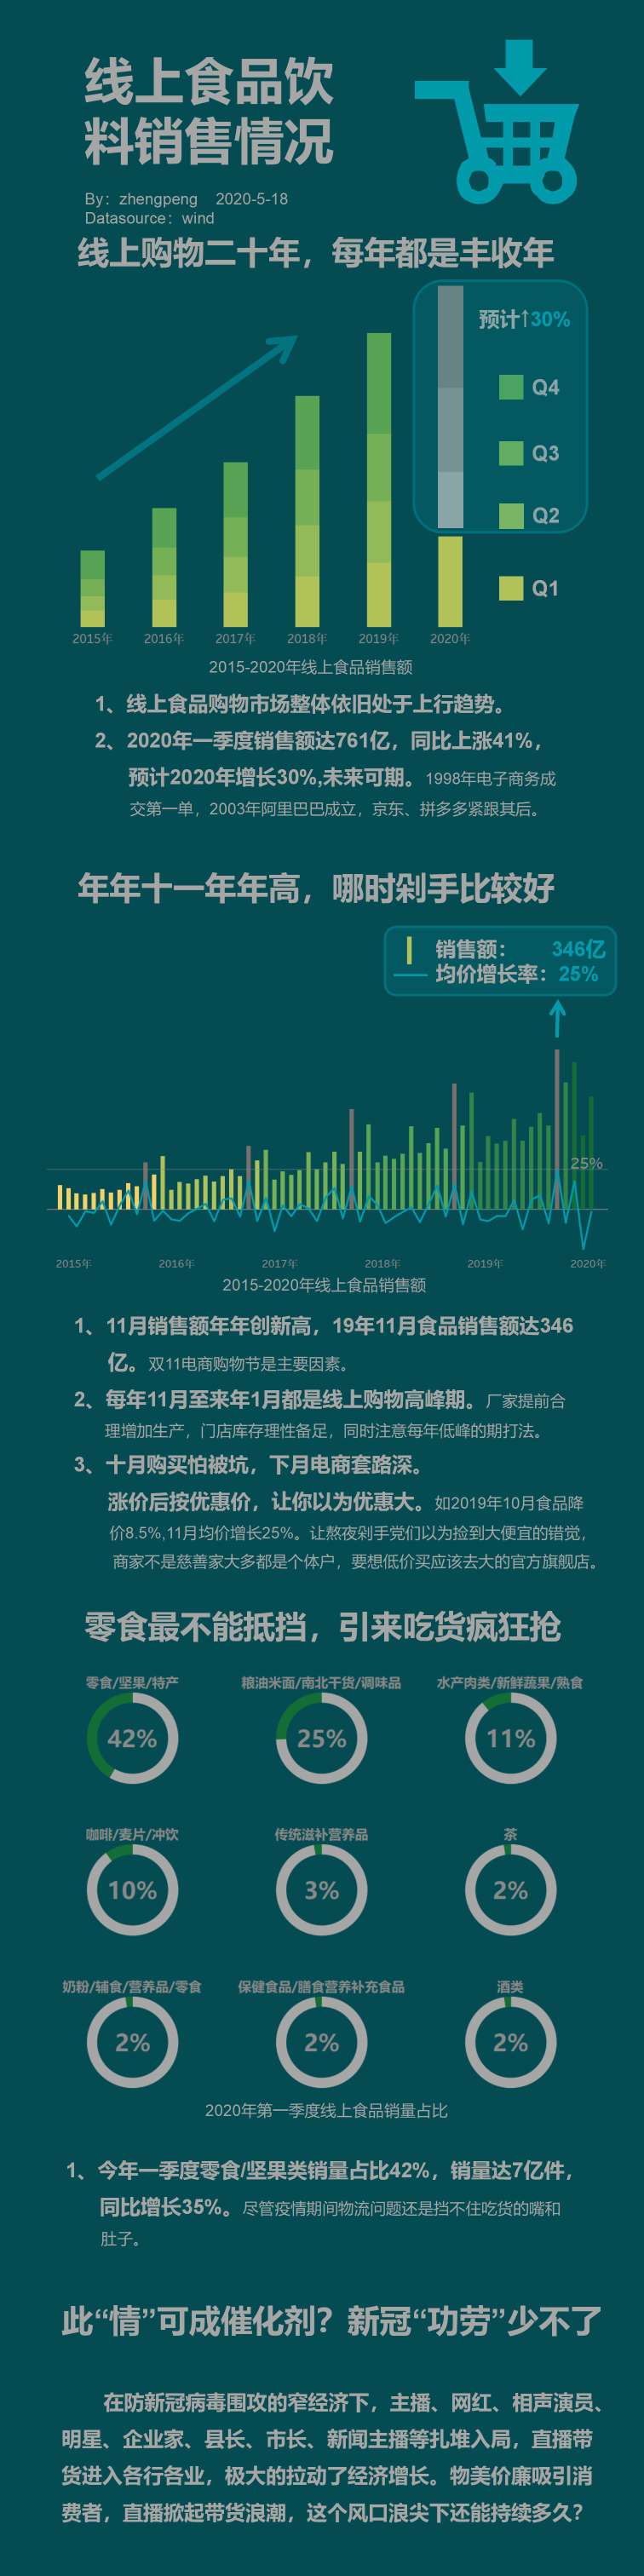 线上食品饮
料销售情况
By：zhengpeng 2020-5-18
Datasource：wind
线上购物二十年，每年都是丰收年
预计↑30%
Q4
Q3
Q2
Q1
2015年 2016年 2017年 2018年 2019年 2020年
2015-2020年线上食品销售额
1、线上食品购物市场整体依旧处于上行趋势。
2、2020年一季度销售额达761亿，同比上涨41%，
预计2020年增长30%,未来可期。1998年电子商务成
交第一单，2003年阿里巴巴成立，京东、拼多多紧跟其后。
年年十一年年高，哪时剁手比较好
销售额： 346亿
均价增长率：25%
25%
2015年 2016年 2017年 2018年 2019年 2020年
2015-2020年线上食品销售额
1、11月销售额年年创新高，19年11月食品销售额达346
亿。双11电商购物节是主要因素。
2、每年11月至来年1月都是线上购物高峰期。厂家提前合
理增加生产，门店库存理性备足，同时注意每年低峰的期打法。
3、十月购买怕被坑，下月电商套路深。
涨价后按优惠价，让你以为优惠大。如2019年10月食品降
价8.5%,11月均价增长25%。让熬夜剁手党们以为捡到大便宜的错觉，
商家不是慈善家大多都是个体户，要想低价买应该去大的官方旗舰店。
零食最不能抵挡，引来吃货疯狂抢
零食/坚果/特产 粮油米面/南北干货/调味品 水产肉类/新鲜蔬果/熟食
42% 25% 11%
咖啡/麦片/冲饮 传统滋补营养品 茶
10% 3% 2%
奶粉/辅食/营养品/零食 保健食品/膳食营养补充食品 酒类
2% 2% 2%
2020年第一季度线上食品销量占比
1、今年一季度零食/坚果类销量占比42%，销量达7亿件，
同比增长35%。尽管疫情期间物流问题还是挡不住吃货的嘴和
肚子。
此“情”可成催化剂？新冠“功劳”少不了
在防新冠病毒围攻的窄经济下，主播、网红、相声演员、
明星、企业家、县长、市长、新闻主播等扎堆入局，直播带
货进入各行各业，极大的拉动了经济增长。物美价廉吸引消
费者，直播掀起带货浪潮，这个风口浪尖下还能持续多久？